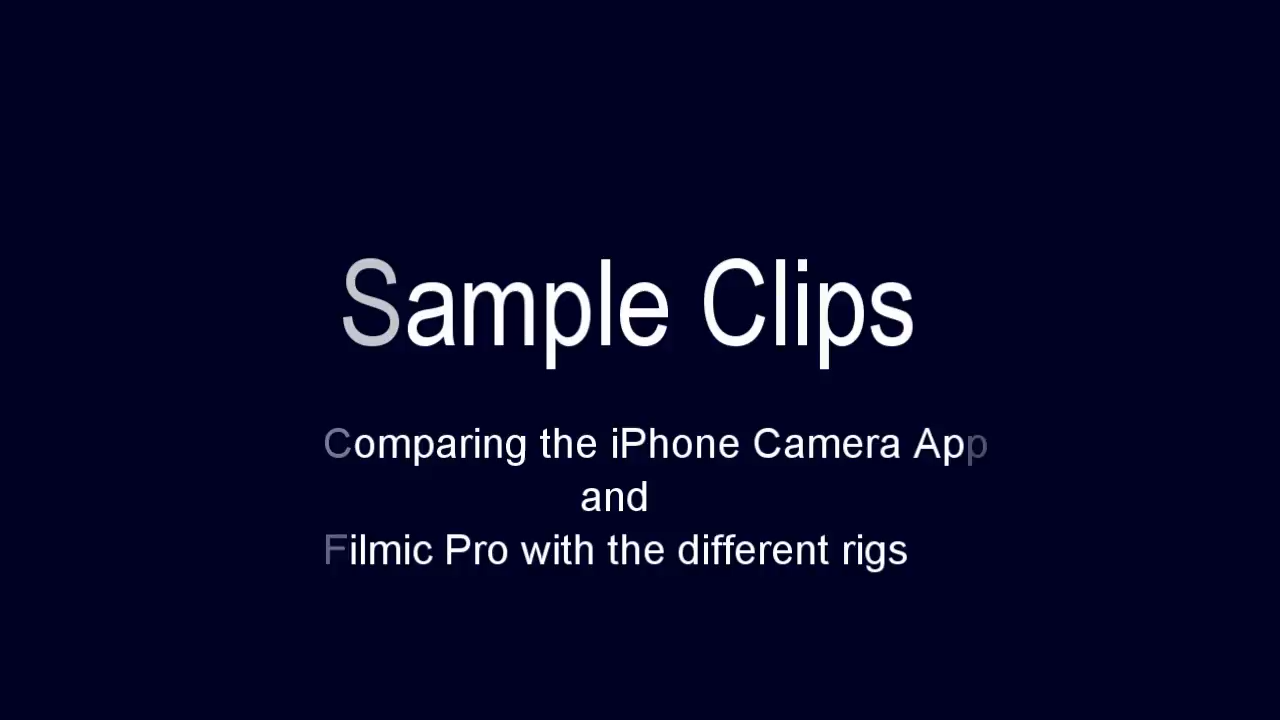 Sample Clips
Comparing the iPhone Camera App
and
Filmic Pro with the different rigs